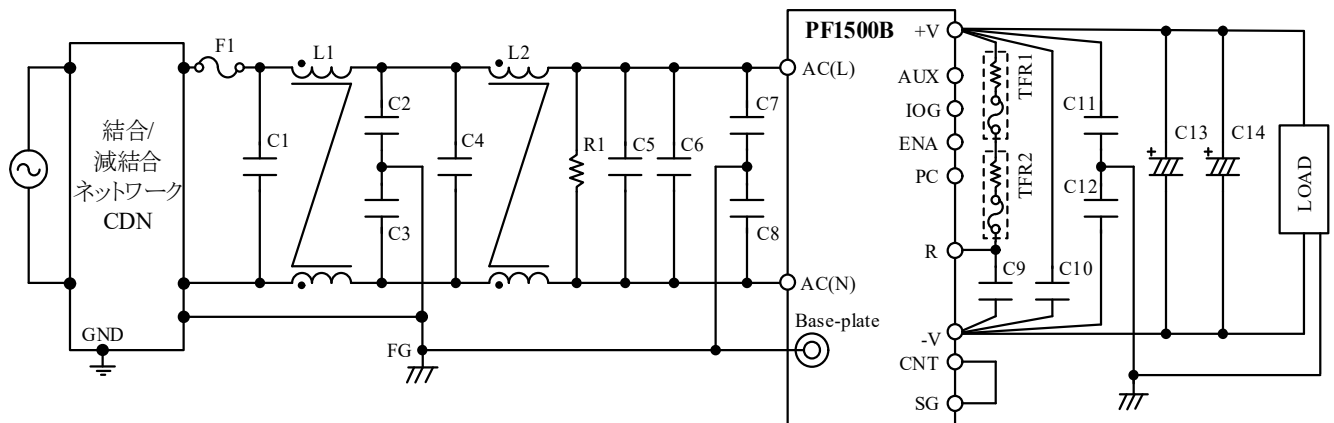 PF1500B
+V
F1
L1
L2
AC(L)
AUX
TFR1
C2
C7
C11
IOG
C13
C14
結合/
減結合
ネットワーク
CDN
C1
C4
R1
C5
C6
ENA
PC
TFR2
C12
LOAD
C3
C8
R
C9
C10
AC(N)
Base-plate
-V
GND
FG
CNT
SG
+
+